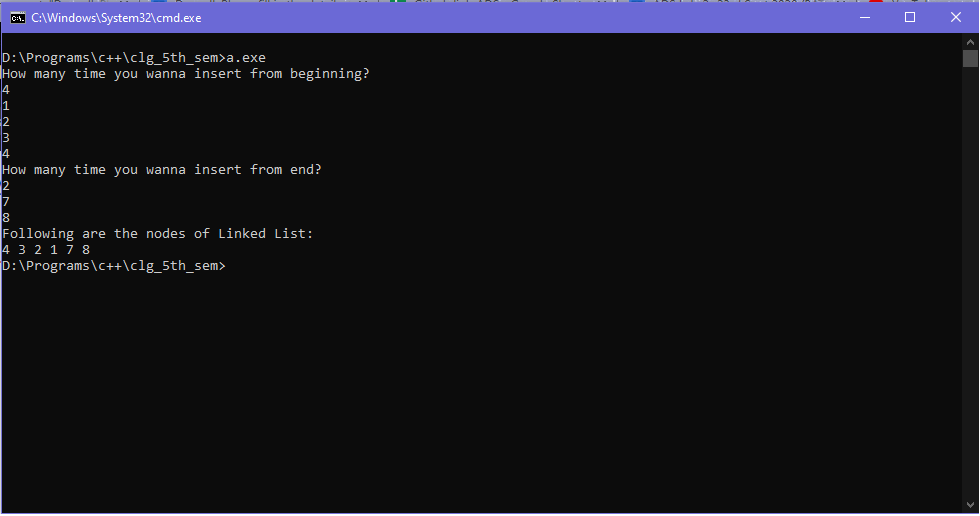 C:\Windows\System32\cmd.exe
D:\Programs\c++\clg_5th_sem>a.exe
How many time you wanna insert from beginning?
4
1
2
3
4
How many time you wanna insert from end?
2
7
8
Following are the nodes of Linked List:
4 3 2 1 7 8
D:\Programs\c++\clg_5th_sem>